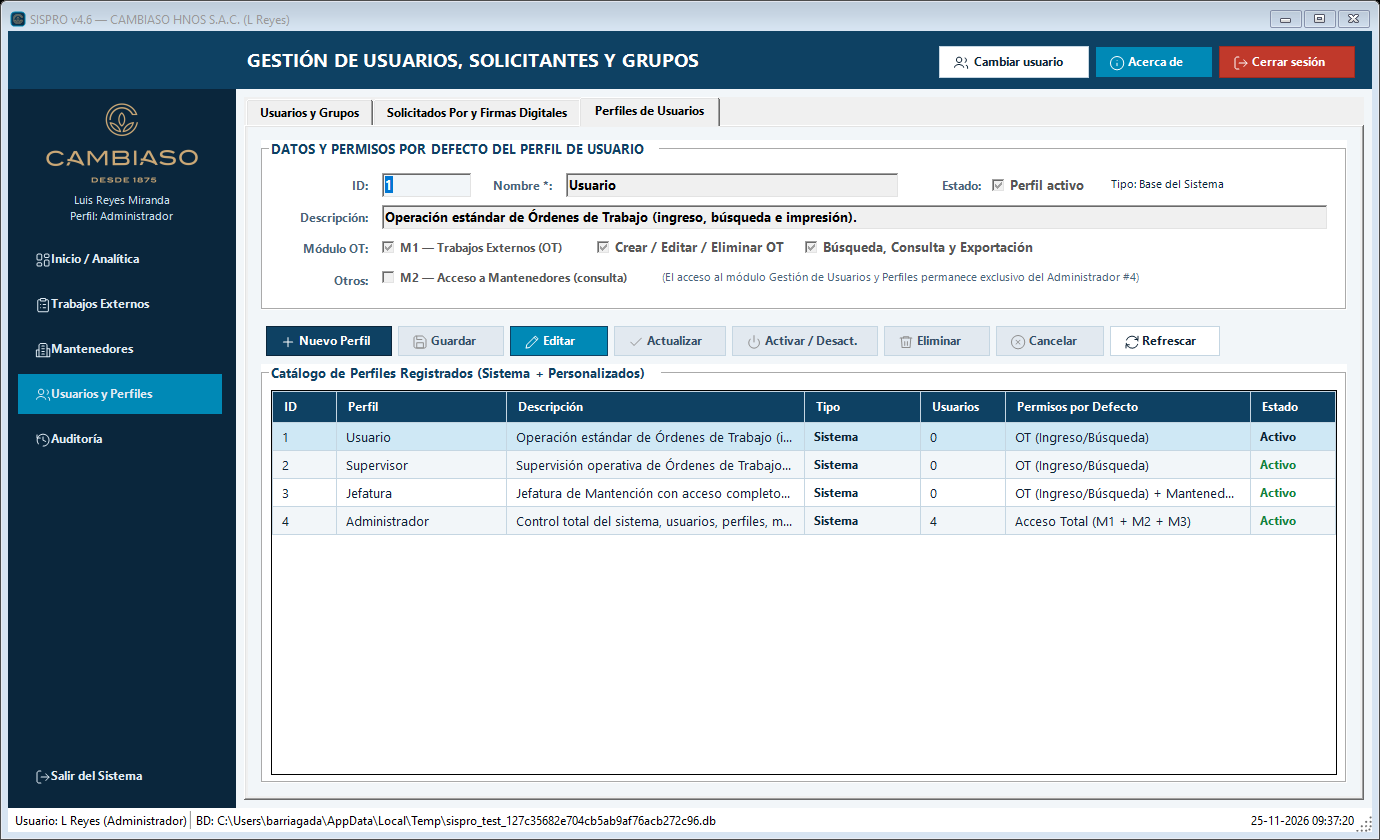 SISPRO v4.6 — CAMBIASO HNOS S.A.C. (L Reyes)
GESTIÓN DE USUARIOS, SOLICITANTES Y GRUPOS
Cambiar usuario
Acerca de
Cerrar sesión
CAMBIASO
DESDE 1875
Luis Reyes Miranda
Perfil: Administrador
Inicio / Analítica
Trabajos Externos
Mantenedores
Usuarios y Perfiles
Auditoría
Salir del Sistema
Usuarios y Grupos
Solicitados Por y Firmas Digitales
Perfiles de Usuarios
DATOS Y PERMISOS POR DEFECTO DEL PERFIL DE USUARIO
ID: 1 Nombre *: Usuario Estado: Perfil activo Tipo: Base del Sistema
Descripción: Operación estándar de Órdenes de Trabajo (ingreso, búsqueda e impresión).
Módulo OT: M1 — Trabajos Externos (OT) Crear / Editar / Eliminar OT Búsqueda, Consulta y Exportación
Otros: M2 — Acceso a Mantenedores (consulta) (El acceso al módulo Gestión de Usuarios y Perfiles permanece exclusivo del Administrador #4)
Nuevo Perfil Guardar Editar Actualizar Activar / Desact. Eliminar Cancelar Refrescar
Catálogo de Perfiles Registrados (Sistema + Personalizados)
ID Perfil Descripción Tipo Usuarios Permisos por Defecto Estado
1 Usuario Operación estándar de Órdenes de Trabajo (i... Sistema 0 OT (Ingreso/Búsqueda) Activo
2 Supervisor Supervisión operativa de Órdenes de Trabajo... Sistema 0 OT (Ingreso/Búsqueda) Activo
3 Jefatura Jefatura de Mantención con acceso completo... Sistema 0 OT (Ingreso/Búsqueda) + Mantened... Activo
4 Administrador Control total del sistema, usuarios, perfiles, m... Sistema 4 Acceso Total (M1 + M2 + M3) Activo
Usuario: L Reyes (Administrador) BD: C:\Users\barriagada\AppData\Local\Temp\sispro_test_127c35682e704cb5ab9af76acb272c96.db 25-11-2026 09:37:20